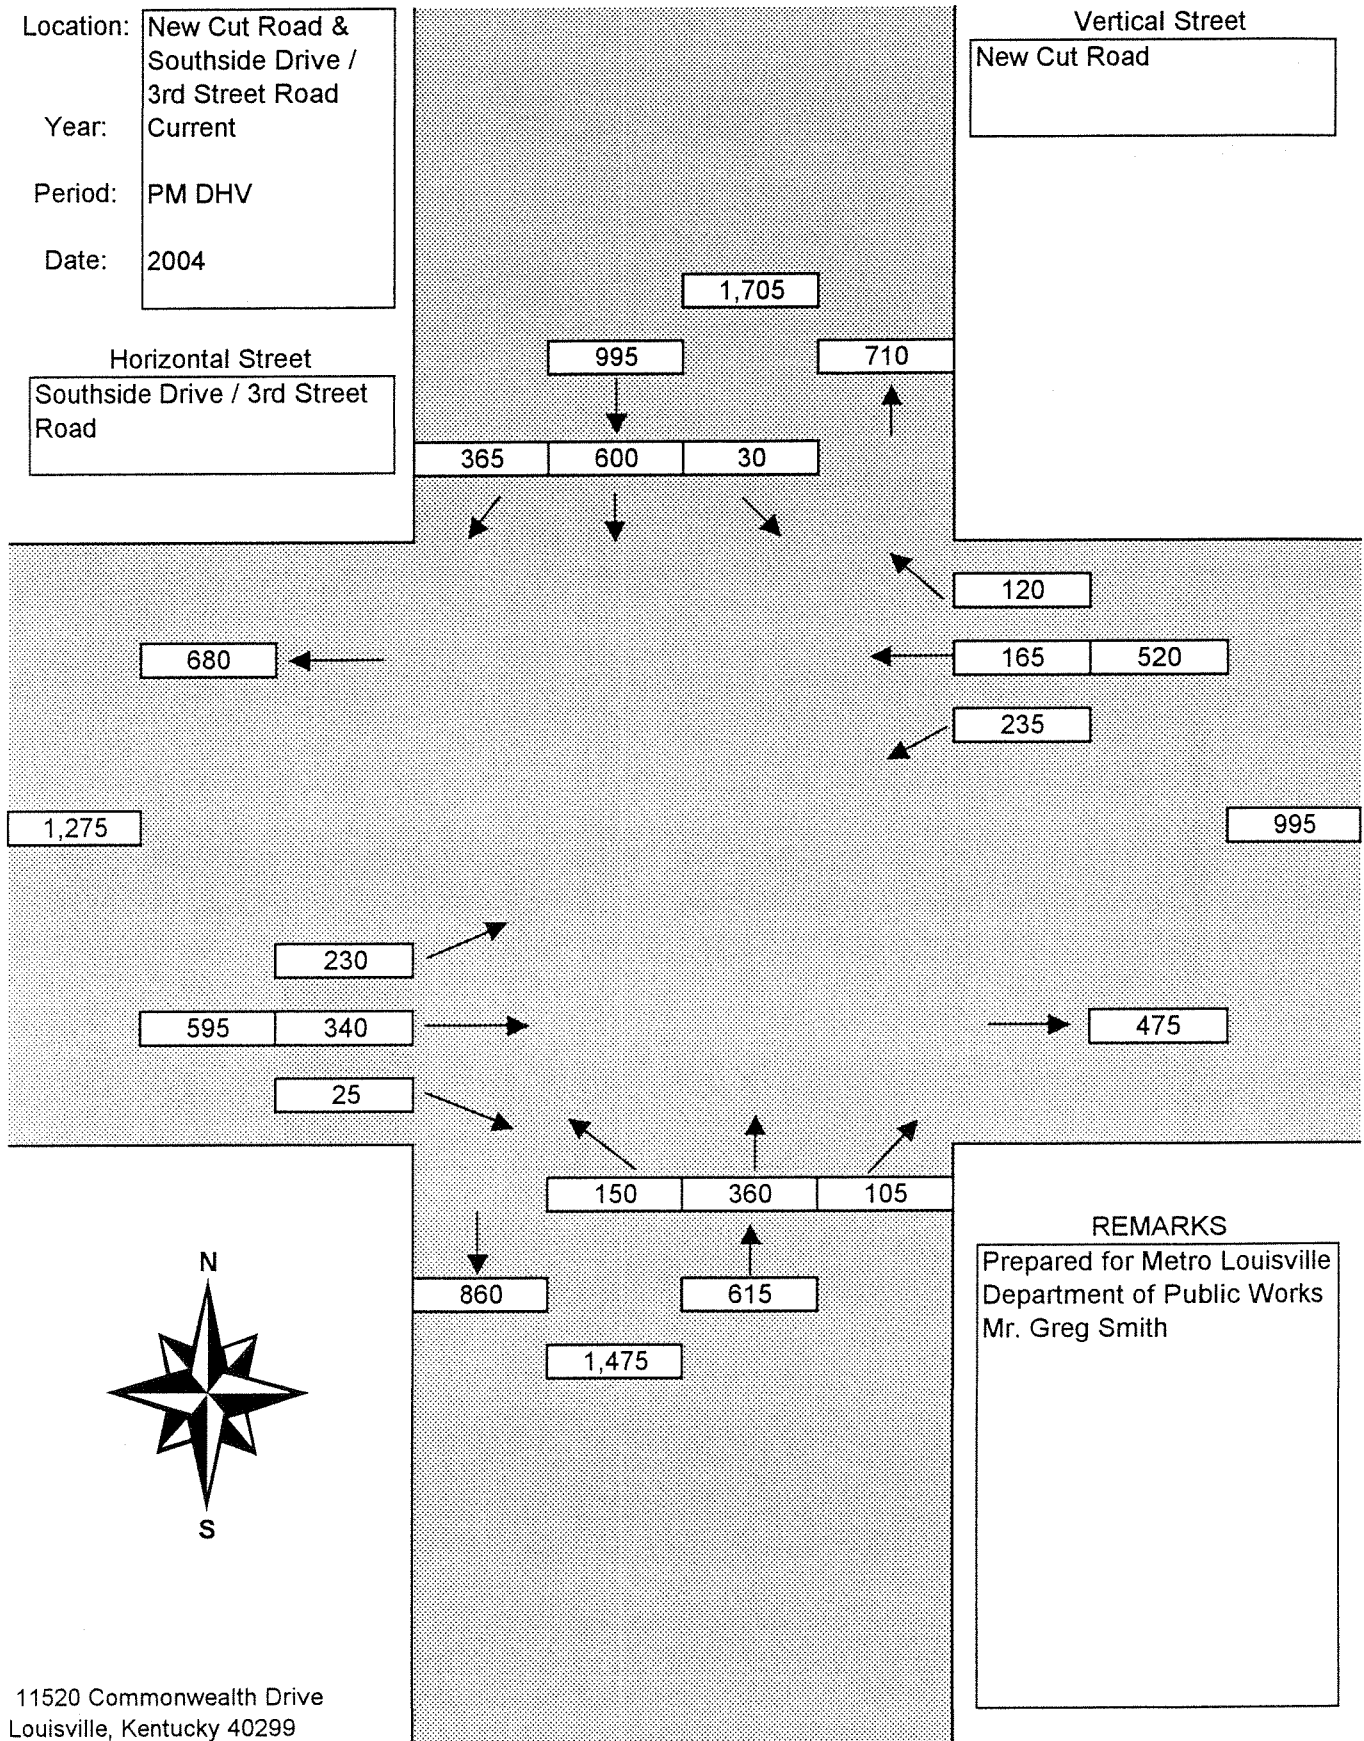 Location: New Cut Road &
Southside Drive /
3rd Street Road
Year: Current
Period: PM DHV
Date: 2004
Vertical Street
New Cut Road
Horizontal Street
Southside Drive / 3rd Street
Road
1,705
995 710
365 600 30
120
680 165 520
235
1,275 995
230
595 340 475
25
150 360 105
860 615
1,475
N
S
REMARKS
Prepared for Metro Louisville
Department of Public Works
Mr. Greg Smith
11520 Commonwealth Drive
Louisville, Kentucky 40299